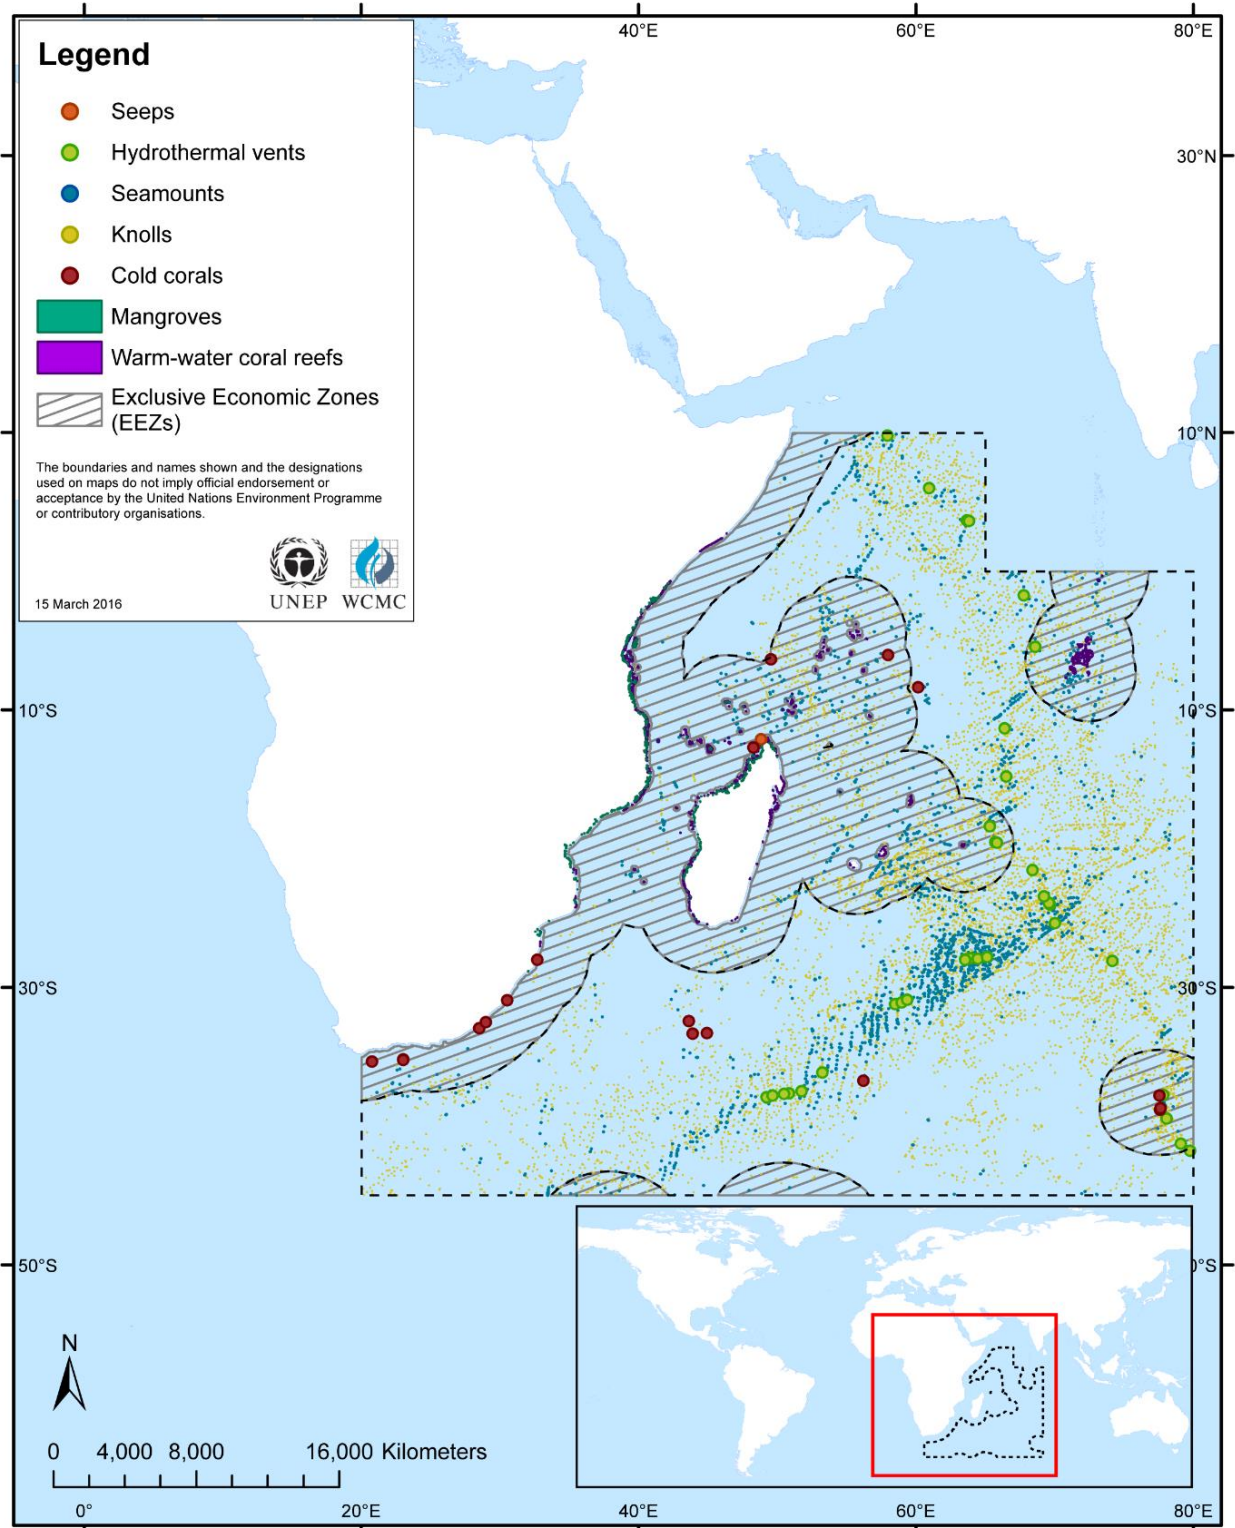 40°E
60°E
80°E
Legend
Seeps
Hydrothermal vents
Seamounts
Knolls
Cold corals
Mangroves
Warm-water coral reefs
Exclusive Economic Zones
(EEZs)
The boundaries and names shown and the designations
used on maps do not imply official endorsement or
acceptance by the United Nations Environment Programme
or contributory organisations.
15 March 2016
UNEP WCMC
30°N
10°N
10°S
10°S
30°S
30°S
50°S
0°S
N
0 4,000 8,000 16,000 Kilometers
0° 20°E 40°E 60°E 80°E